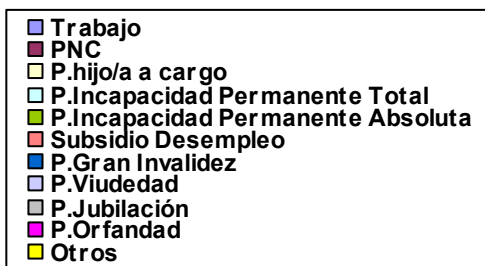 Trabajo
PNC
P.hijo/a a cargo
P.Incapacidad Permanente Total
P.Incapacidad Permanente Absoluta
Subsidio Desempleo
P.Gran Invalidez
P.Viudedad
P.Jubilación
P.Orfandad
Otros